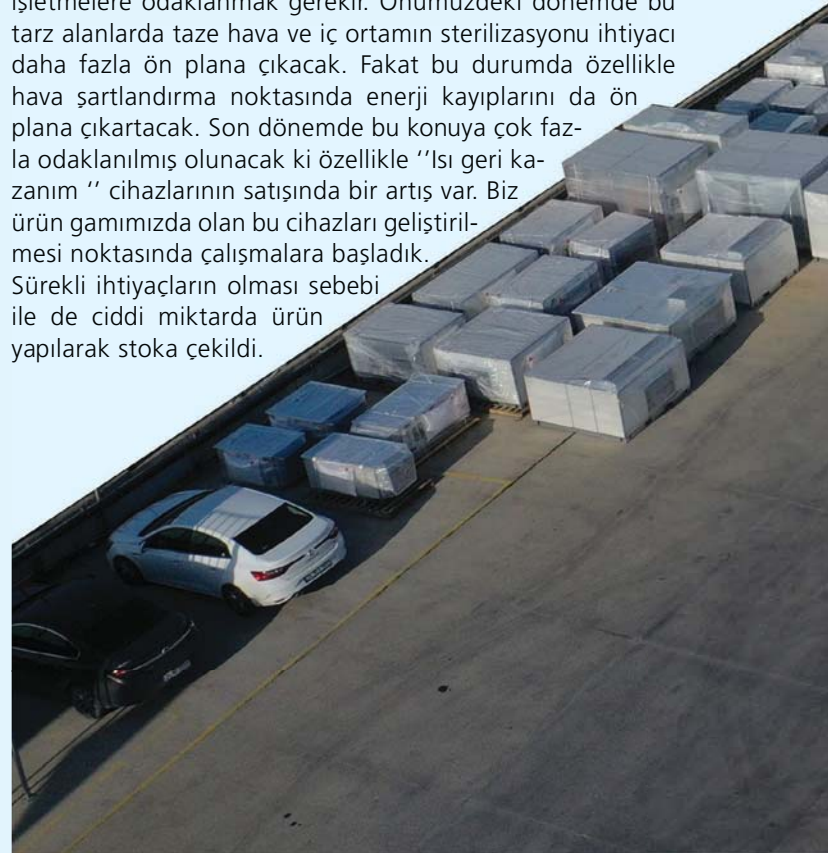 işletmelere odaklanmak gerekir. Önümüzdeki dönemde bu
tarz alanlarda taze hava ve iç ortamın sterilizasyonu ihtiyacı
daha fazla ön plana çıkacak. Fakat bu durumda özellikle
hava şartlandırma noktasında enerji kayıplarını da ön
plana çıkartacak. Son dönemde bu konuya çok faz-
la odaklanılmış olunacak ki özellikle ''Isı geri ka-
zanım '' cihazlarının satışında bir artış var. Biz
ürün gamımızda olan bu cihazları geliştiril-
mesi noktasında çalışmalara başladık.
Sürekli ihtiyaçların olması sebebi
ile de ciddi miktarda ürün
yapılarak stoka çekildi.